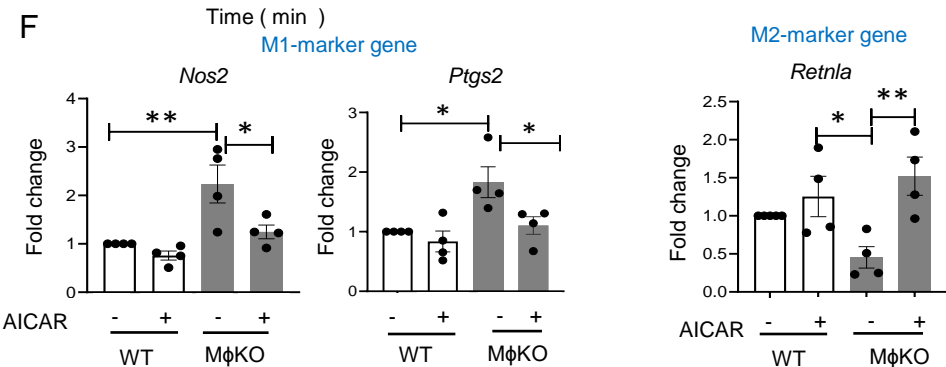 F
Time ( min )
M1-marker gene
M2-marker gene
Nos2
Ptgs2
Retnla
Fold change
4
3
2
1
0
** *
Fold change
3
2
1
0
* *
Fold change
2.5
2.0
1.5
1.0
0.5
0.0
* **
AICAR - + - + - + - +
AICAR - + - +
WT MϕKO WT MϕKO
WT MϕKO